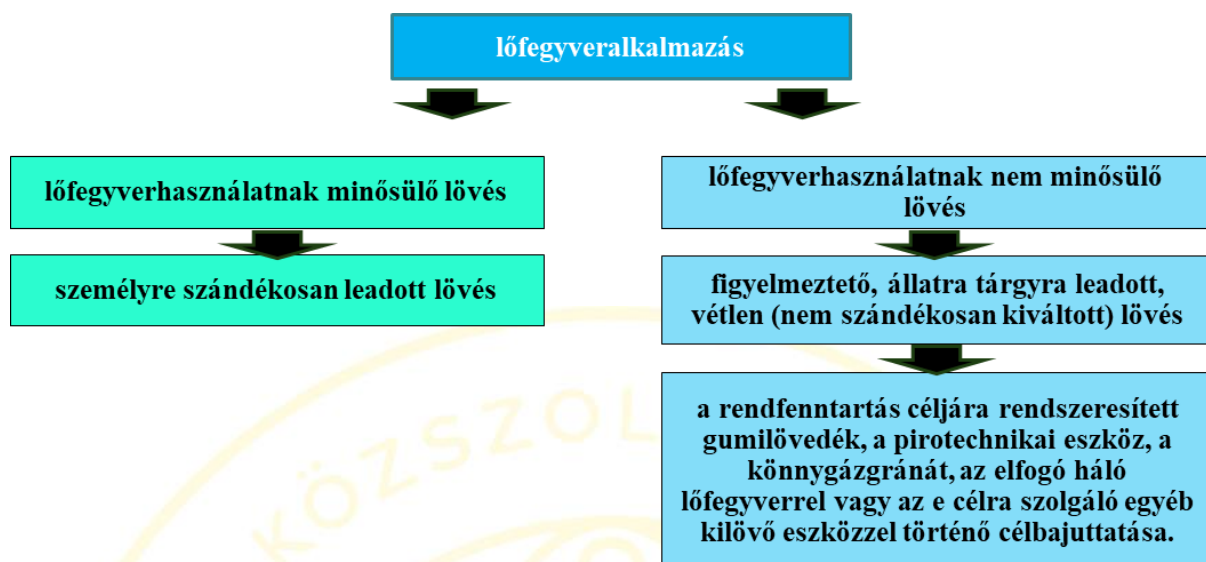 lőfegyveralkalmazás
lőfegyverhasználatnak minősülő lövés
személyre szándékosan leadott lövés
lőfegyverhasználatnak nem minősülő
lövés
figyelmeztető, állatra tárgyra leadott,
vétlen (nem szándékosan kiváltott) lövés
a rendfenntartás céljára rendszeresített
gumilövedék, a pirotechnikai eszköz, a
könnygázgránát, az elfogó háló
lőfegyverrel vagy az e célra szolgáló egyéb
kilövő eszközzel történő célbajuttatása.
KÖZSZOL